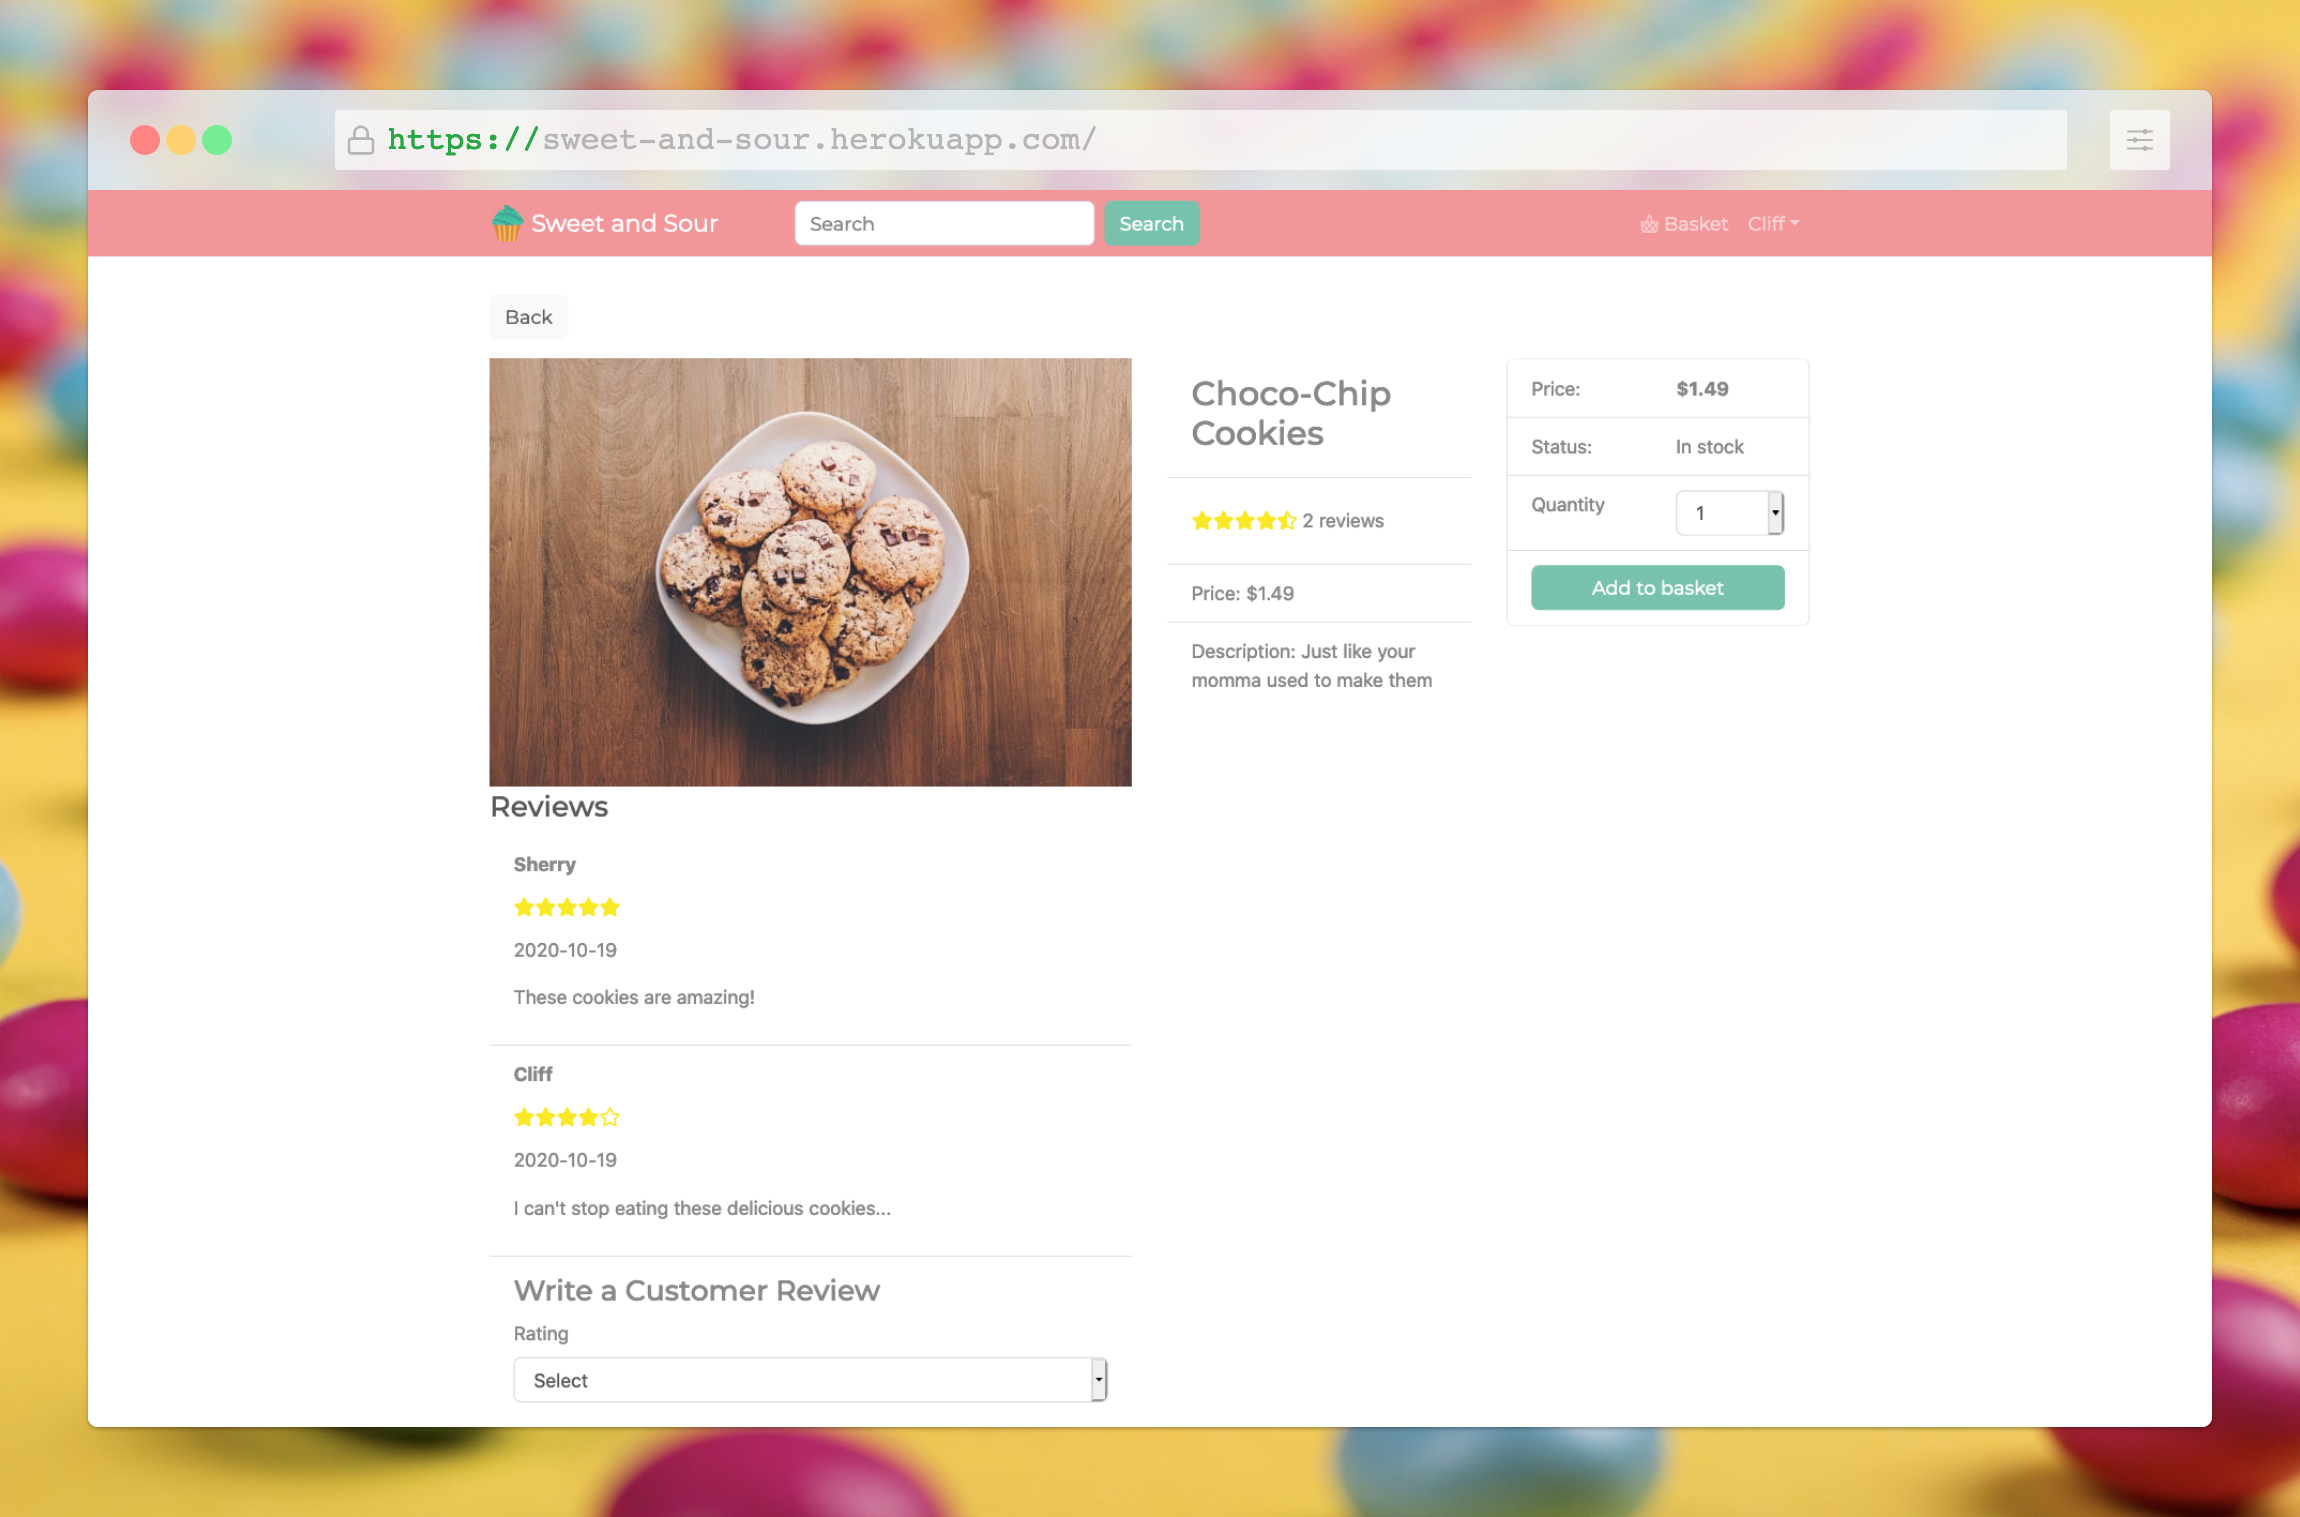 https://sweet-and-sour.herokuapp.com/
Sweet and Sour
Search
Search
Basket
Cliff
Back
Choco-Chip
Cookies
2 reviews
Price: $1.49
Description: Just like your
momma used to make them
Price: $1.49
Status: In stock
Quantity 1
Add to basket
Reviews
Sherry
2020-10-19
These cookies are amazing!
Cliff
2020-10-19
I can't stop eating these delicious cookies...
Write a Customer Review
Rating
Select